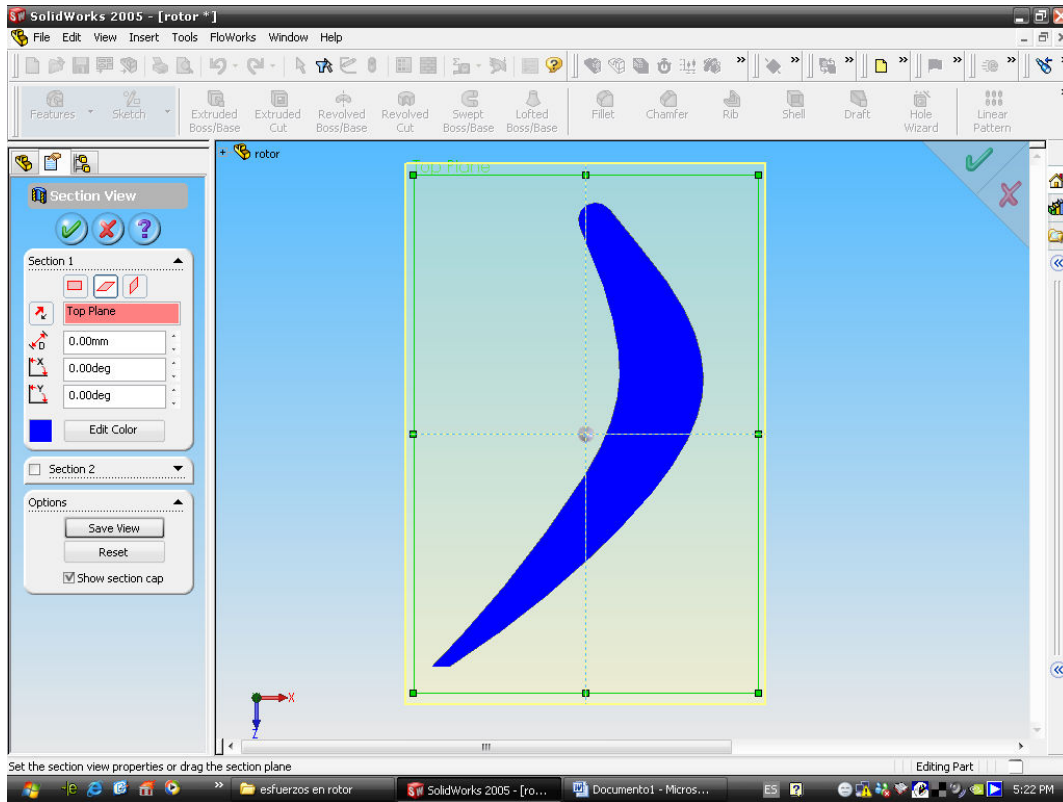 SolidWorks 2005 - [rotor *]
File Edit View Insert Tools FloWorks Window Help
Features Sketch Extruded Boss/Base Extruded Cut Revolved Boss/Base Revolved Cut Swept Boss/Base Lofted Boss/Base Fillet Chamfer Rib Shell Draft Hole Wizard Linear Pattern
rotor
Top Plane
Section View
Section 1
Top Plane
D 0.00mm
X 0.00deg
Y 0.00deg
Edit Color
Section 2
Options
Save View
Reset
Show section cap
X
Z
Set the section view properties or drag the section plane
Editing Part
esfuerzos en rotor
SolidWorks 2005 - [ro...
Documento1 - Micros...
ES
5:22 PM